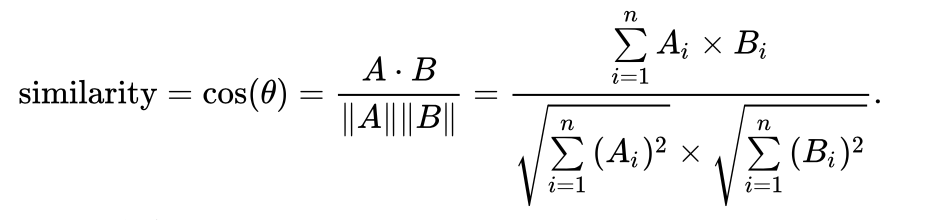 similarity = cos(θ) = A · B / ‖A‖‖B‖ = n ∑ i=1 A_i × B_i / √ n ∑ i=1 (A_i)² × √ n ∑ i=1 (B_i)² .